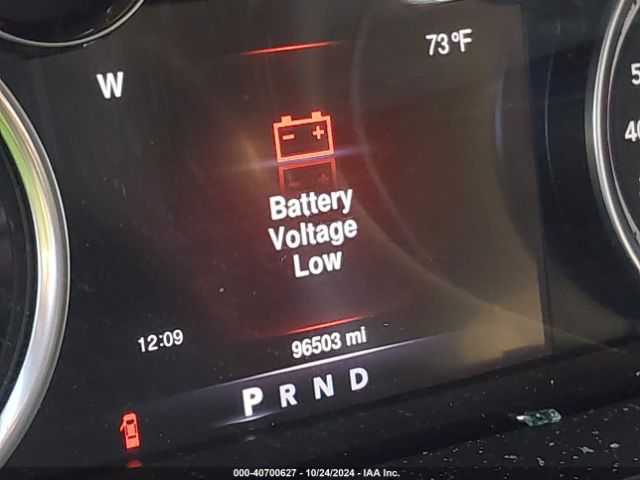 73°F
W
- +
Battery
Voltage
Low
12:09
96503 mi
P R N D
000-40700627 - 10/24/2024 - IAA Inc.